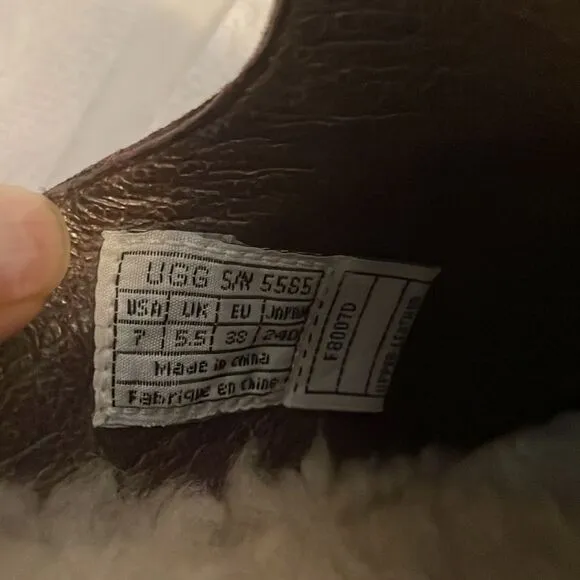 UGG S/N 5585
USA UK EU JAPAN
7 5.5 38 240
Made in China
Fabrique en Chine
F8007D
UPPER LEATHER